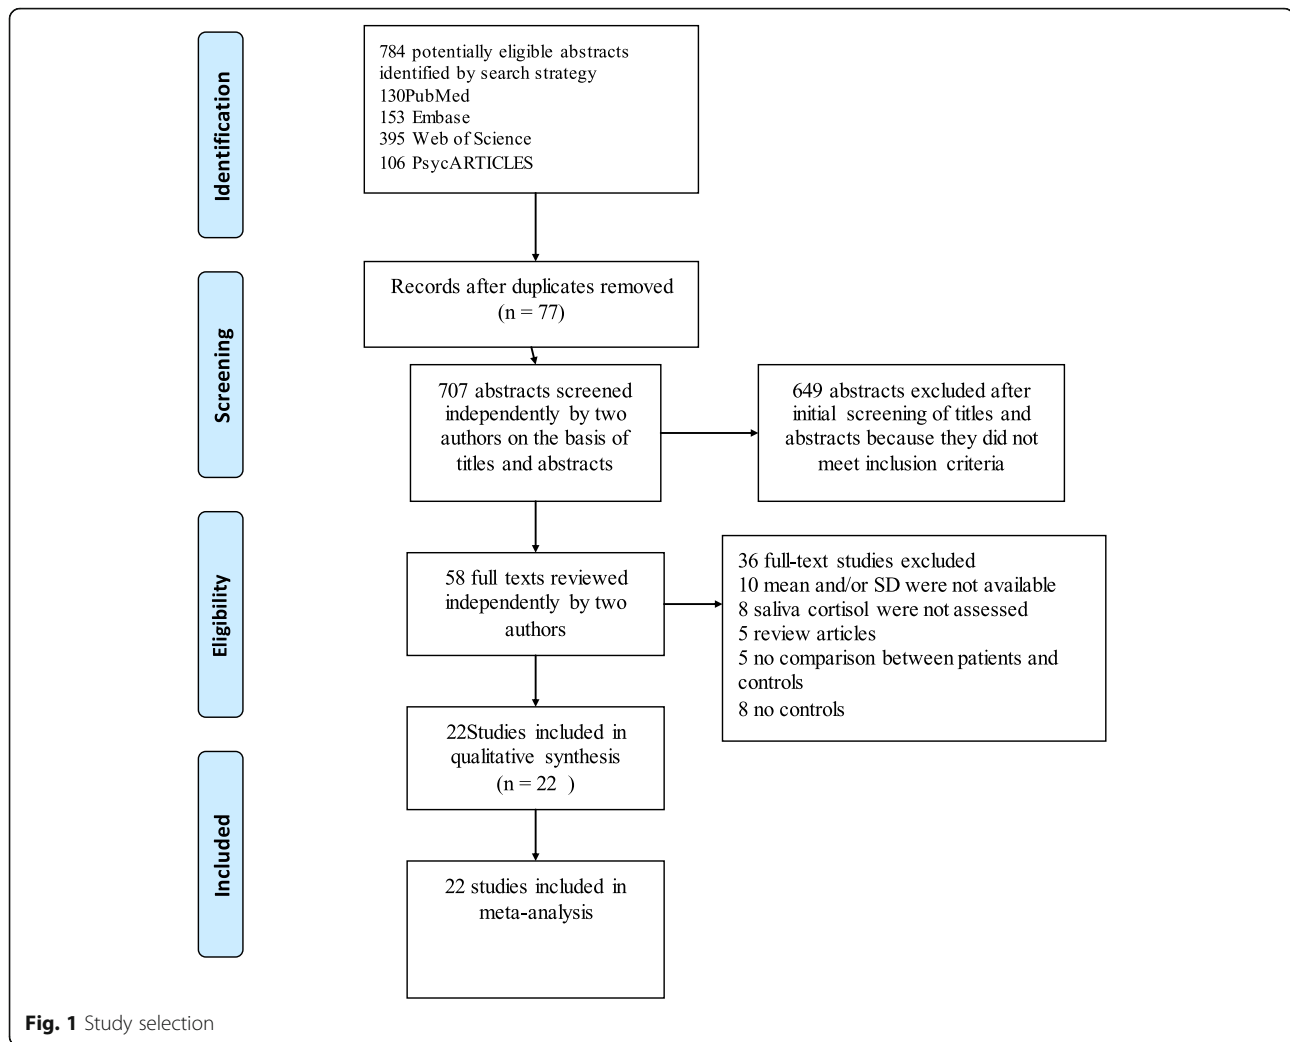 Identification
784 potentially eligible abstracts
identified by search strategy
130PubMed
153 Embase
395 Web of Science
106 PsycARTICLES
Screening
Records after duplicates removed
(n = 77)
707 abstracts screened
independently by two
authors on the basis of
titles and abstracts
649 abstracts excluded after
initial screening of titles and
abstracts because they did not
meet inclusion criteria
Eligibility
58 full texts reviewed
independently by two
authors
36 full-text studies excluded
10 mean and/or SD were not available
8 saliva cortisol were not assessed
5 review articles
5 no comparison between patients and
controls
8 no controls
22Studies included in
qualitative synthesis
(n = 22 )
Included
22 studies included in
meta-analysis
Fig. 1 Study selection